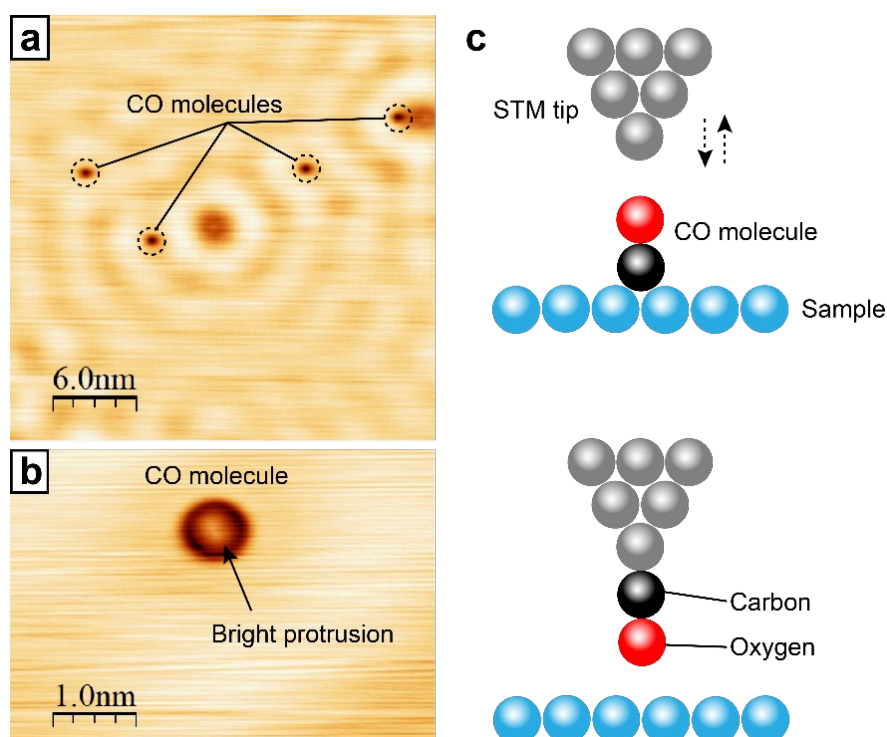 a
CO molecules
6.0nm
b
CO molecule
Bright protrusion
1.0nm
c
STM tip
CO molecule
Sample
Carbon
Oxygen